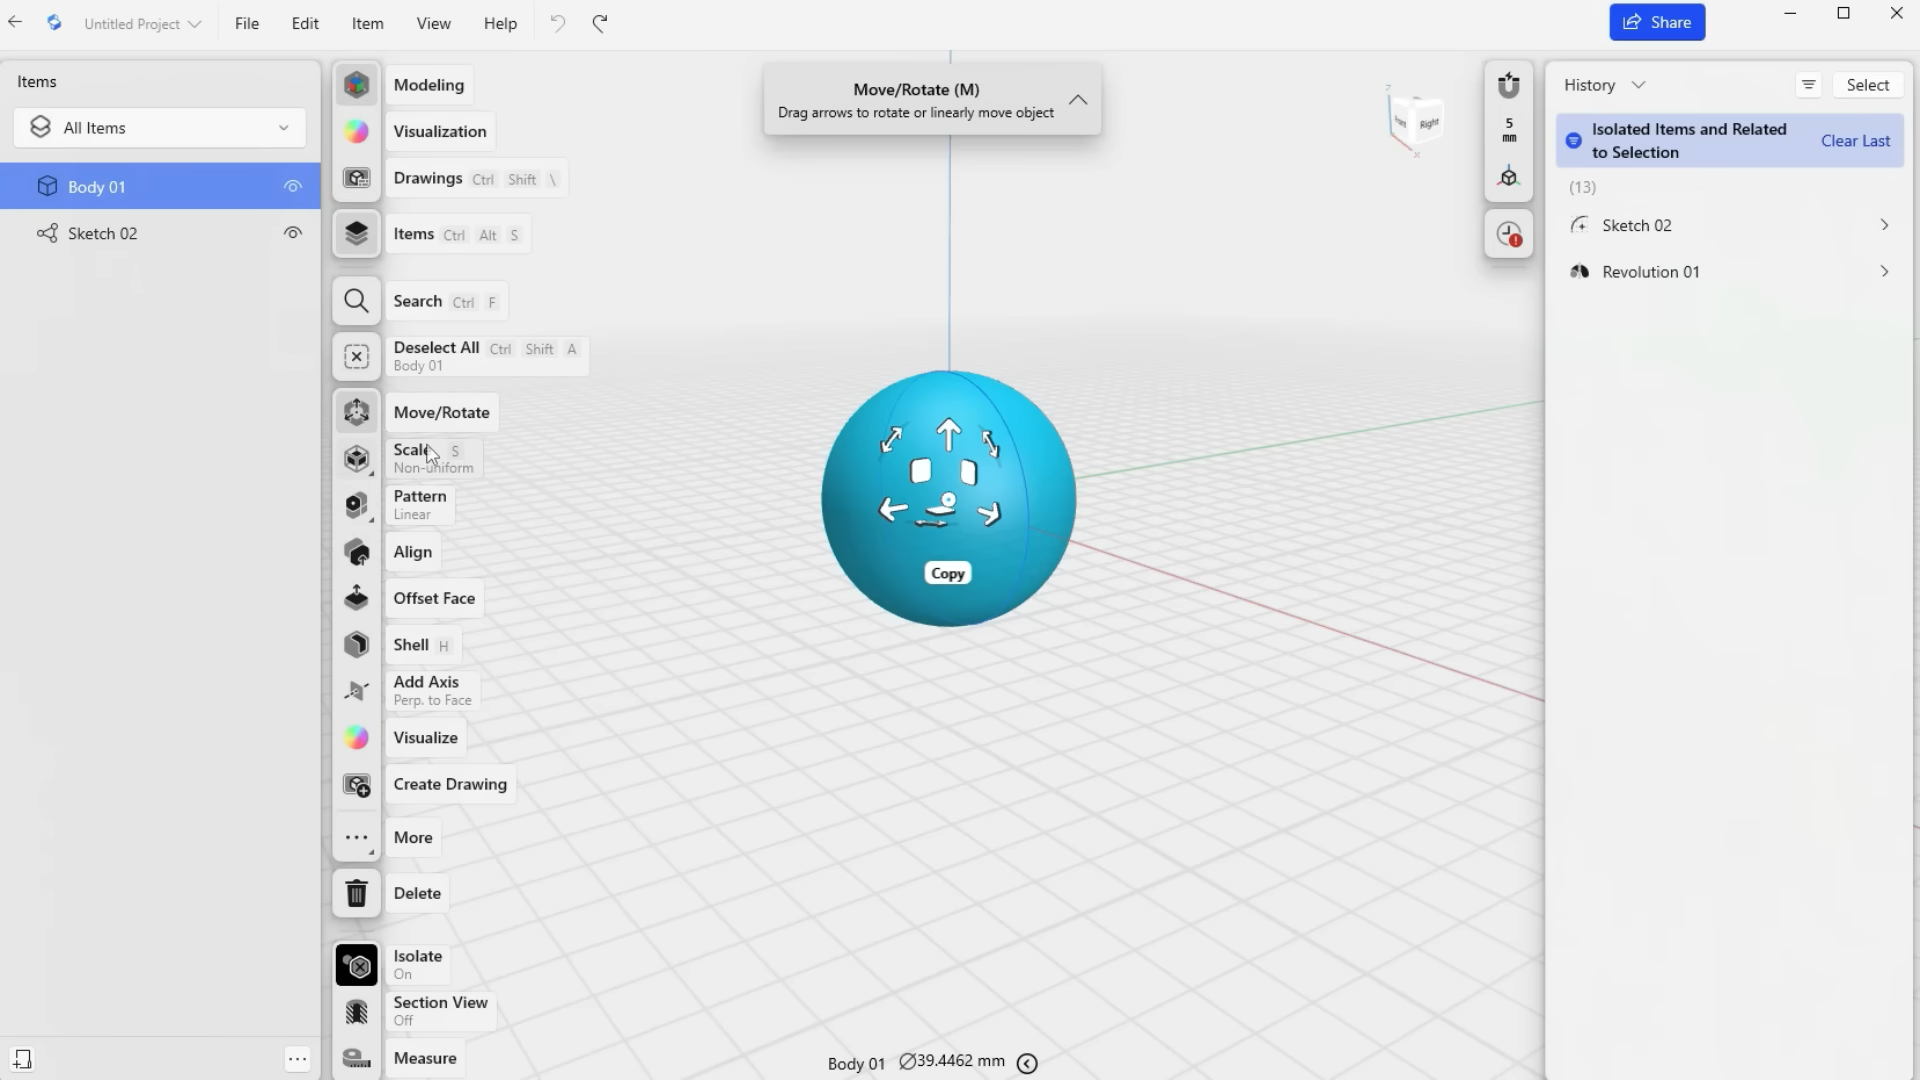 Untitled Project
File
Edit
Item
View
Help
Share
Items
All Items
Body 01
Sketch 02
Modeling
Visualization
Drawings Ctrl Shift \
Items Ctrl Alt S
Search Ctrl F
Deselect All Ctrl Shift A
Body 01
Move/Rotate
Scale S
Non-uniform
Pattern
Linear
Align
Offset Face
Shell H
Add Axis
Perp. to Face
Visualize
Create Drawing
More
Delete
Isolate
On
Section View
Off
Measure
Move/Rotate (M)
Drag arrows to rotate or linearly move object
Copy
Body 01 ∅39.4462 mm
Z
Front
Right
X
5
mm
History
Select
Isolated Items and Related
to Selection
Clear Last
(13)
Sketch 02
Revolution 01